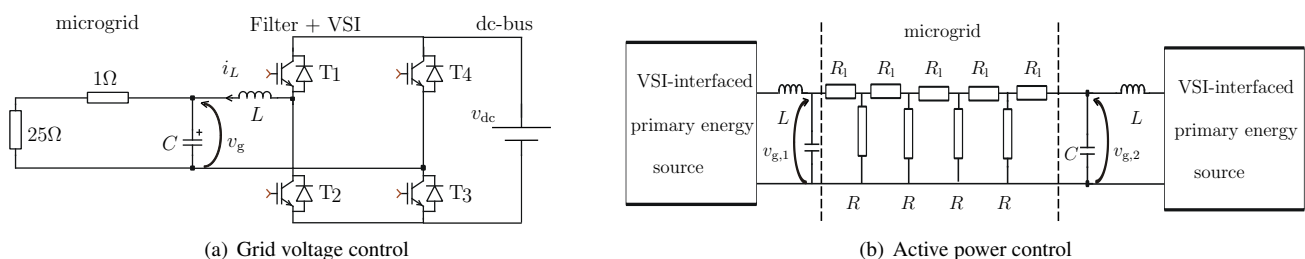 microgrid
Filter + VSI
dc-bus
1Ω
i_L
T1
T4
25Ω
C
+
v_g
L
v_dc
T2
T3
(a) Grid voltage control
microgrid
VSI-interfaced
primary energy
source
L
v_g,1
R_l
R_l
R_l
R_l
R_l
R
R
R
R
C
v_g,2
L
VSI-interfaced
primary energy
source
(b) Active power control